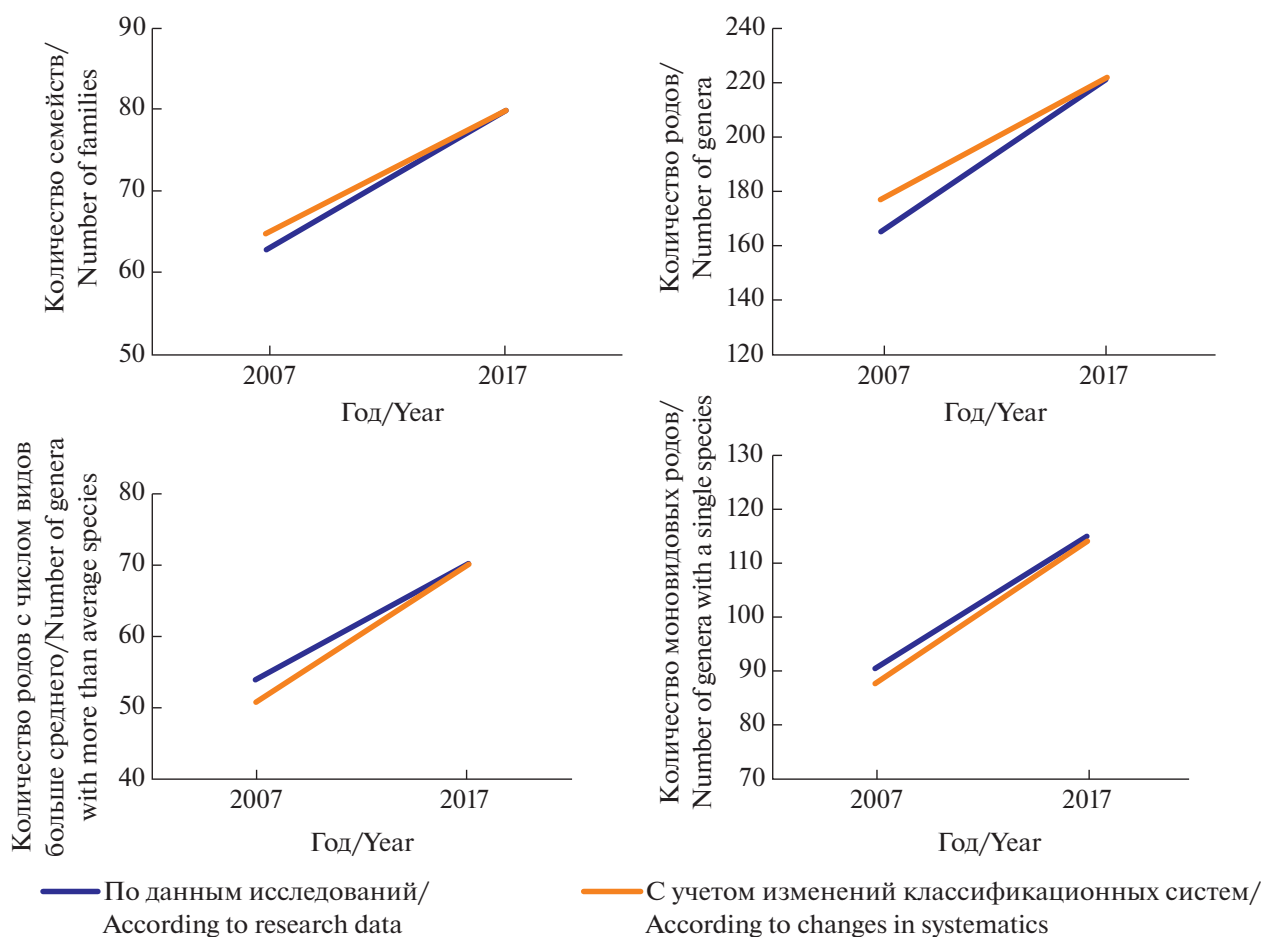 Количество семейств/
Number of families
90
80
70
60
50
2007
2017
Год/Year
Количество родов/
Number of genera
240
220
200
180
160
140
120
2007
2017
Год/Year
Количество родов с числом видов
больше среднего/Number of genera
with more than average species
80
70
60
50
40
2007
2017
Год/Year
Количество моновидовых родов/
Number of genera with a single species
130
120
110
100
90
80
70
2007
2017
Год/Year
По данным исследований/
According to research data
С учетом изменений классификационных систем/
According to changes in systematics